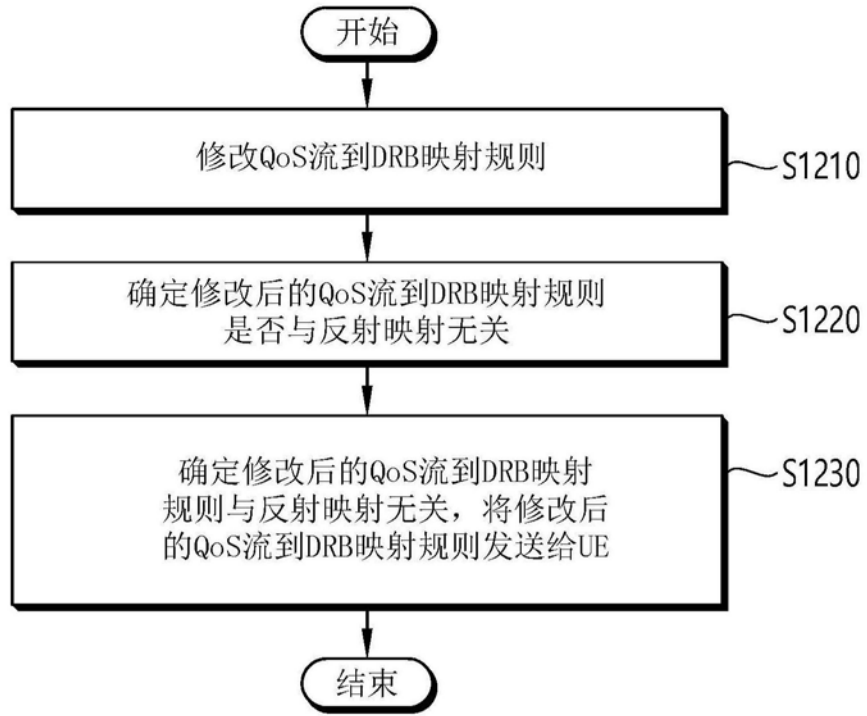 开始
修改QoS流到DRB映射规则
S1210
确定修改后的QoS流到DRB映射规则
是否与反射映射无关
S1220
确定修改后的QoS流到DRB映射
规则与反射映射无关，将修改后
的QoS流到DRB映射规则发送给UE
S1230
结束